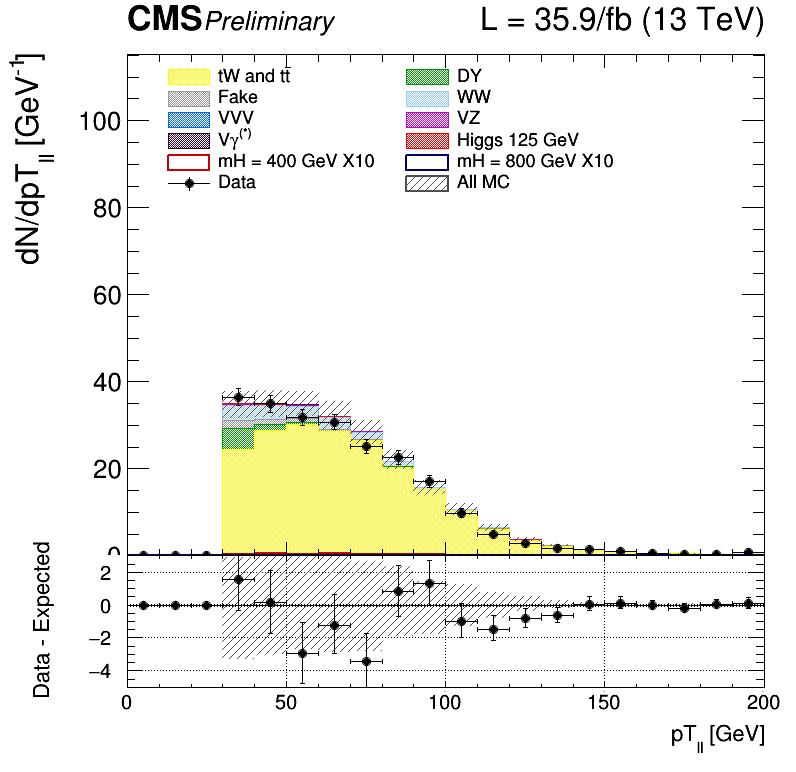 CMS Preliminary L = 35.9/fb (13 TeV)
dN/dpT_ll [GeV^-1]
tW and tt DY
Fake WW
VVV VZ
Vγ(*) Higgs 125 GeV
mH = 400 GeV X10 mH = 800 GeV X10
Data All MC
100
80
60
40
20
0
Data - Expected
2
0
−2
−4
0 50 100 150 200
pT_ll [GeV]